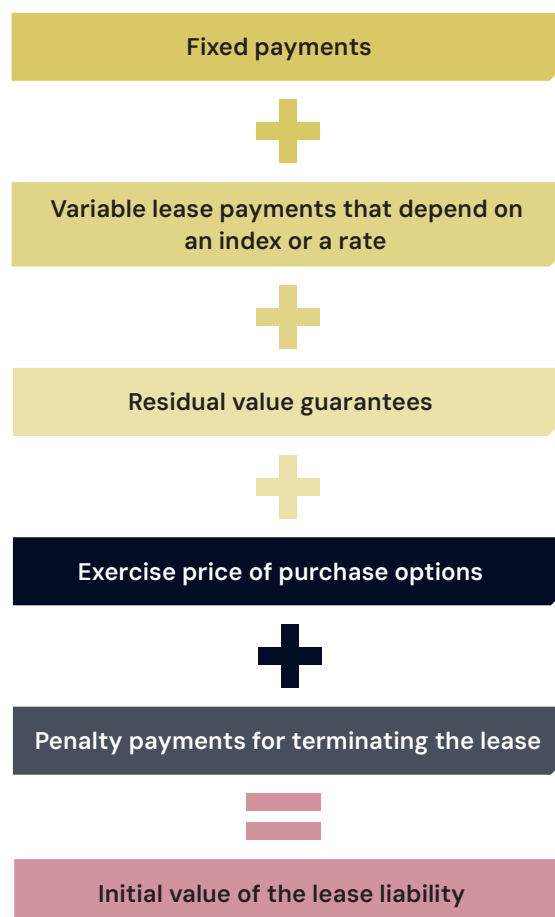 Fixed payments
Variable lease payments that depend on
an index or a rate
Residual value guarantees
Exercise price of purchase options
Penalty payments for terminating the lease
Initial value of the lease liability